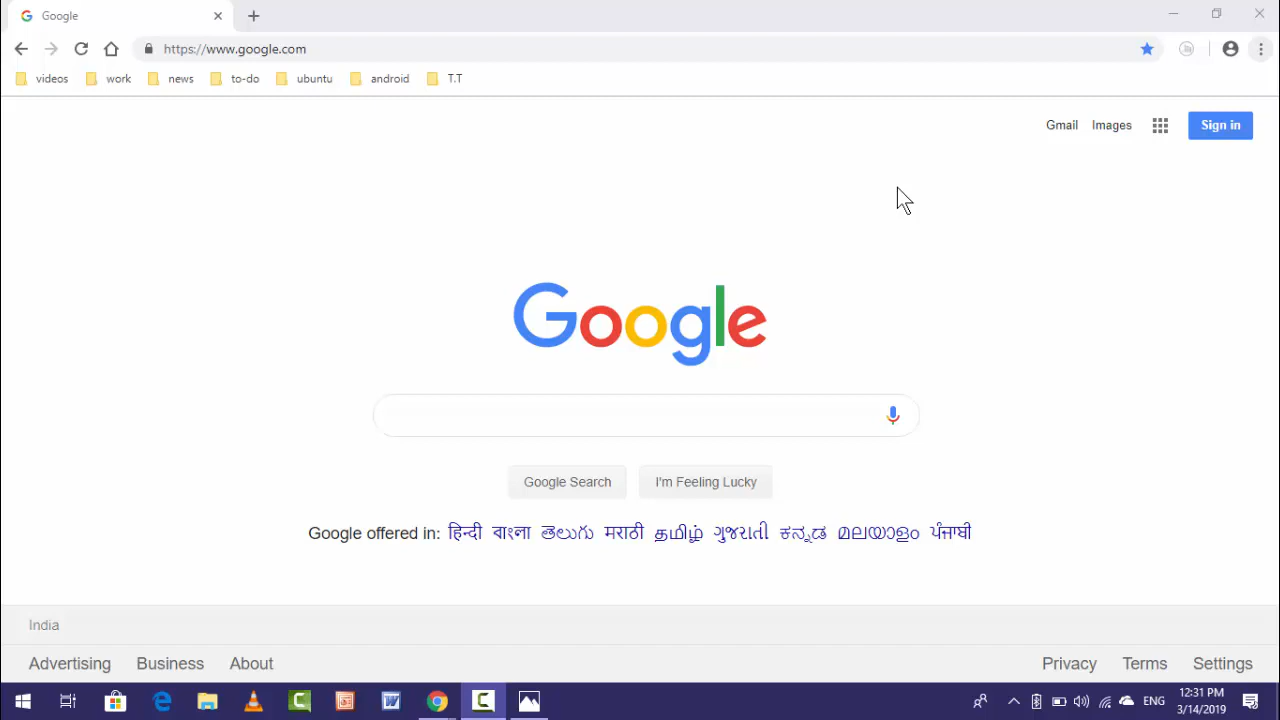 Google
https://www.google.com
videos work news to-do ubuntu android T.T
Gmail Images Sign in
Google
Google Search I'm Feeling Lucky
Google offered in: हिन्दी বাংলা తెలుగు मराठी தமிழ் ગુજરાતી ಕನ್ನಡ മലയാളം ਪੰਜਾਬੀ
India
Advertising Business About Privacy Terms Settings
ENG 12:31 PM
3/14/2019